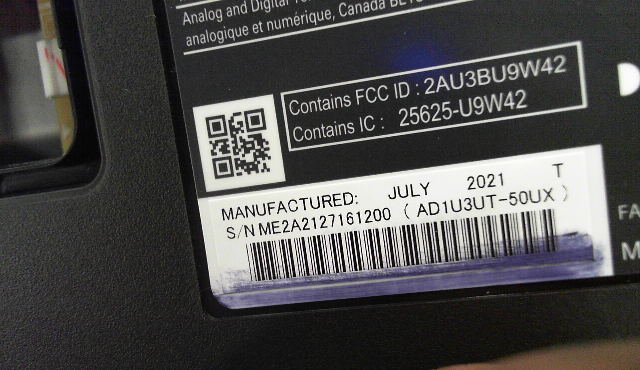 Analog and Digital
analogique et numérique, Canada
Contains FCC ID : 2AU3BU9W42
Contains IC : 25625-U9W42
MANUFACTURED: JULY 2021 T
S/N ME2A2127161200 ( AD1U3UT-50UX )
FA
M